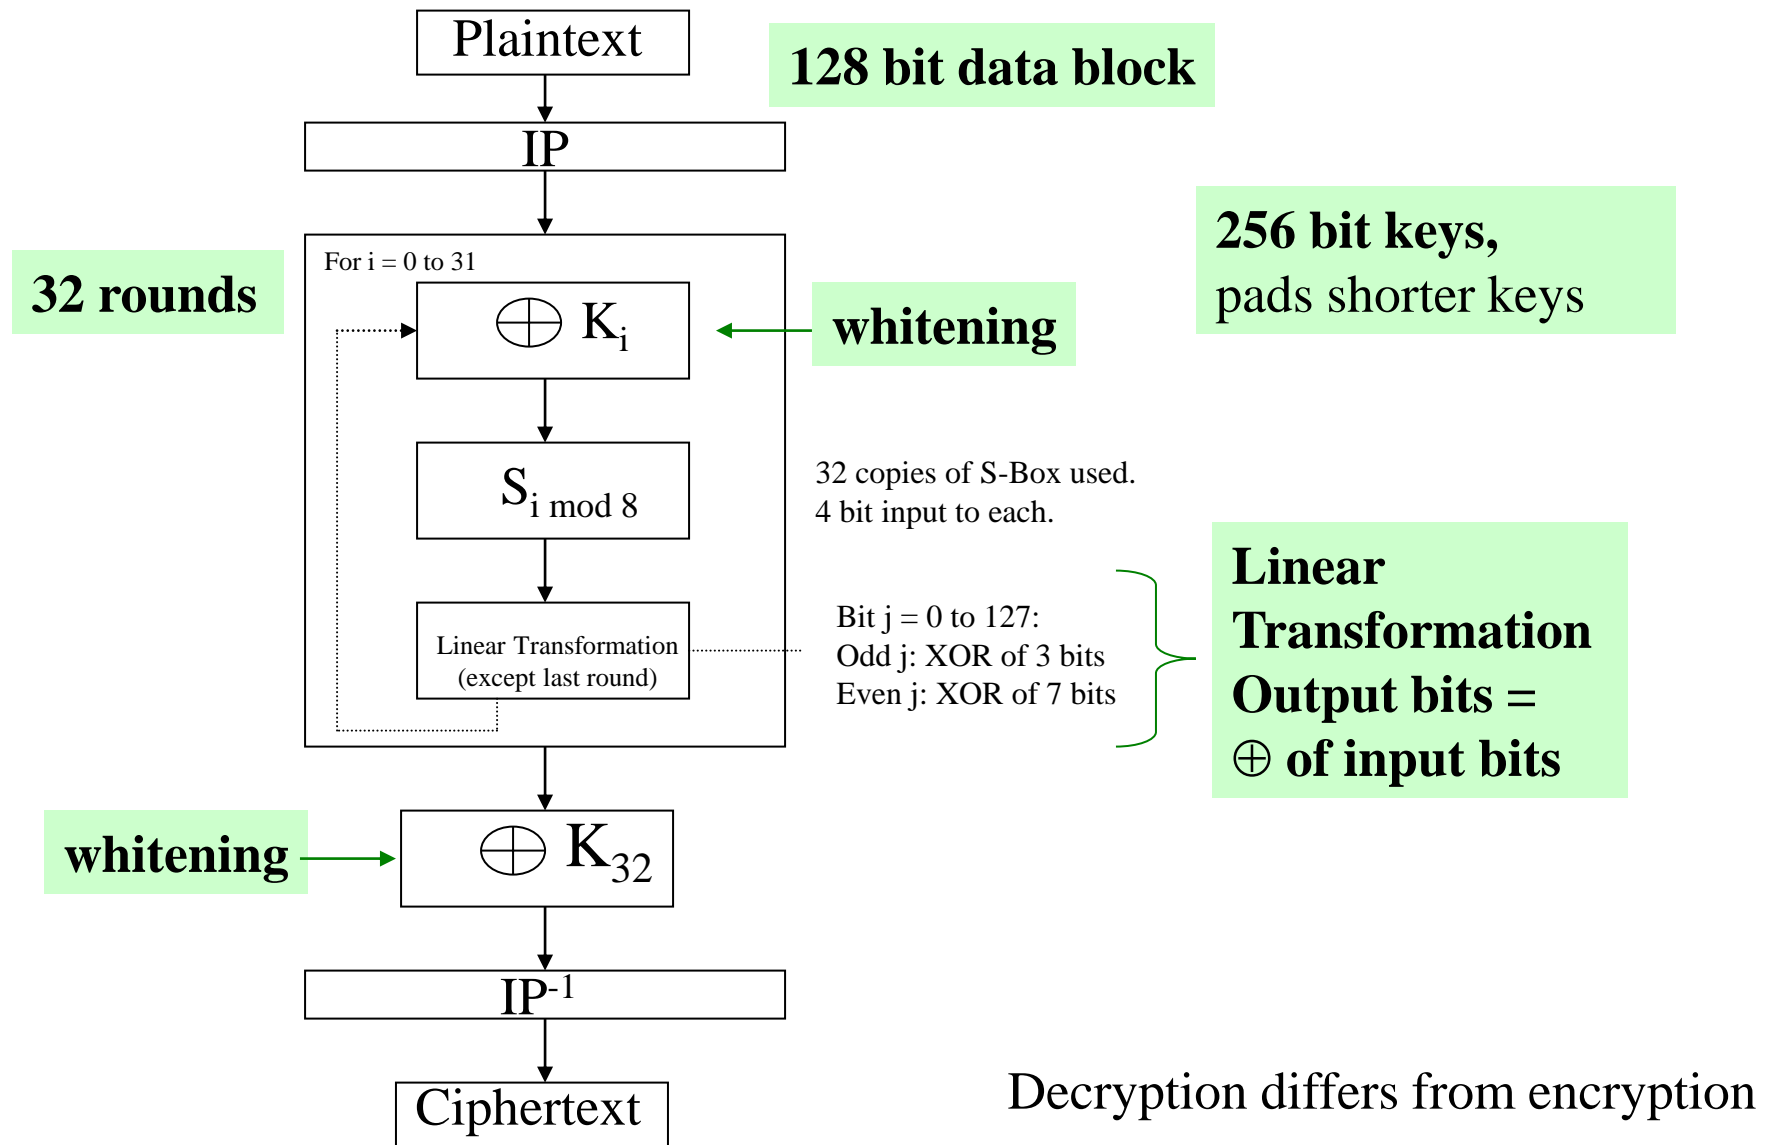 Plaintext
128 bit data block
IP
256 bit keys,
pads shorter keys
32 rounds
For i = 0 to 31
⊕ Kᵢ
whitening
S i mod 8
32 copies of S-Box used.
4 bit input to each.
Linear Transformation
(except last round)
Bit j = 0 to 127:
Odd j: XOR of 3 bits
Even j: XOR of 7 bits
Linear
Transformation
Output bits =
⊕ of input bits
whitening
⊕ K₃₂
IP⁻¹
Ciphertext
Decryption differs from encryption